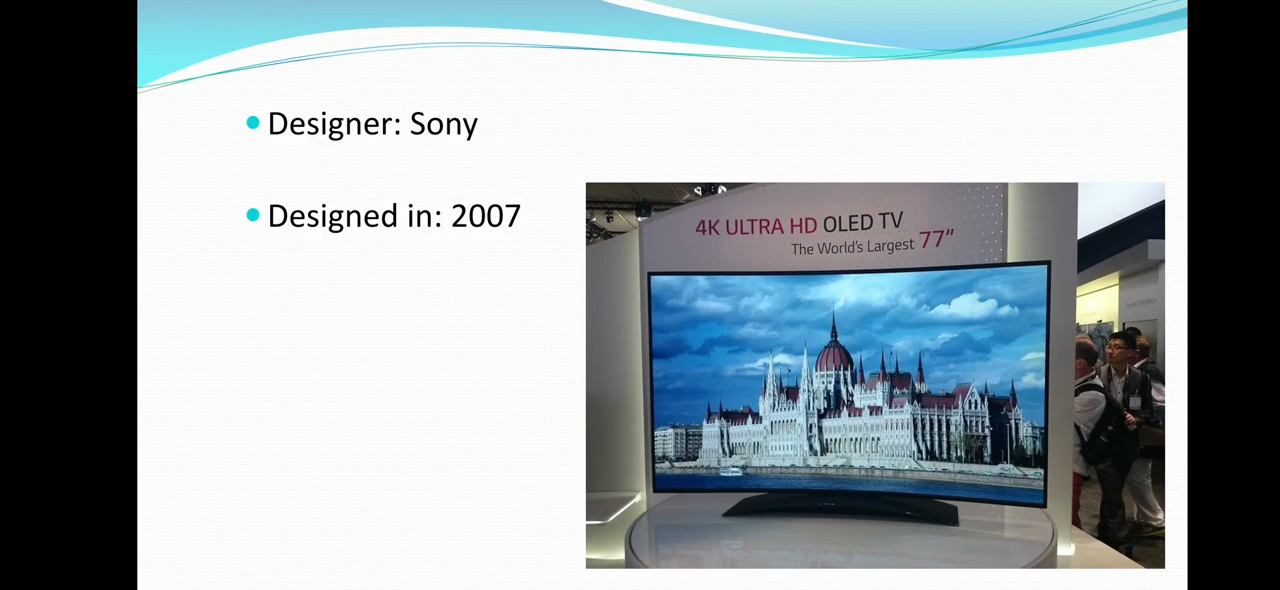 Designer: Sony
Designed in: 2007
4K ULTRA HD OLED TV
The World's Largest 77"